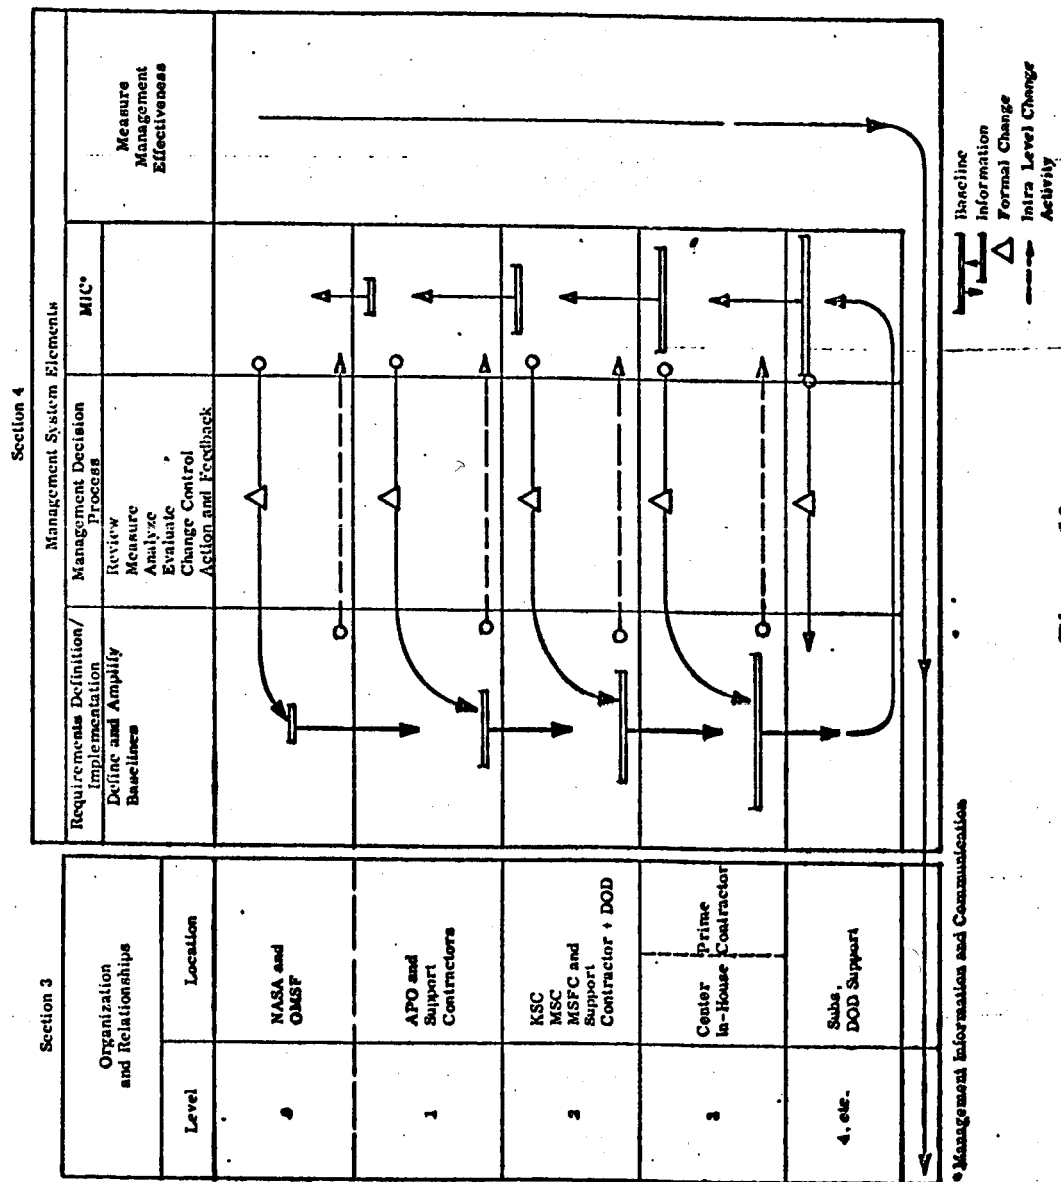 Section 3
Section 4
Organization
and Relationships
Level
Location
Management System Elements
Requirements Definition/
Implementation
Define and Amplify
Baselines
Management Decision
Process
Review
Measure
Analyze
Evaluate
Change Control
Action and Feedback
MIC*
Measure
Management
Effectiveness
NASA and
OMSF
1
APO and
Support
Contractors
2
KSC
MSC
MSFC and
Support
Contractor + DOD
3
Center
In-House
Prime
Contractor
4, etc.
Subs,
DOD Support
* Management Information and Communication
Baseline
Information
Formal Change
Intra Level Change
Activity